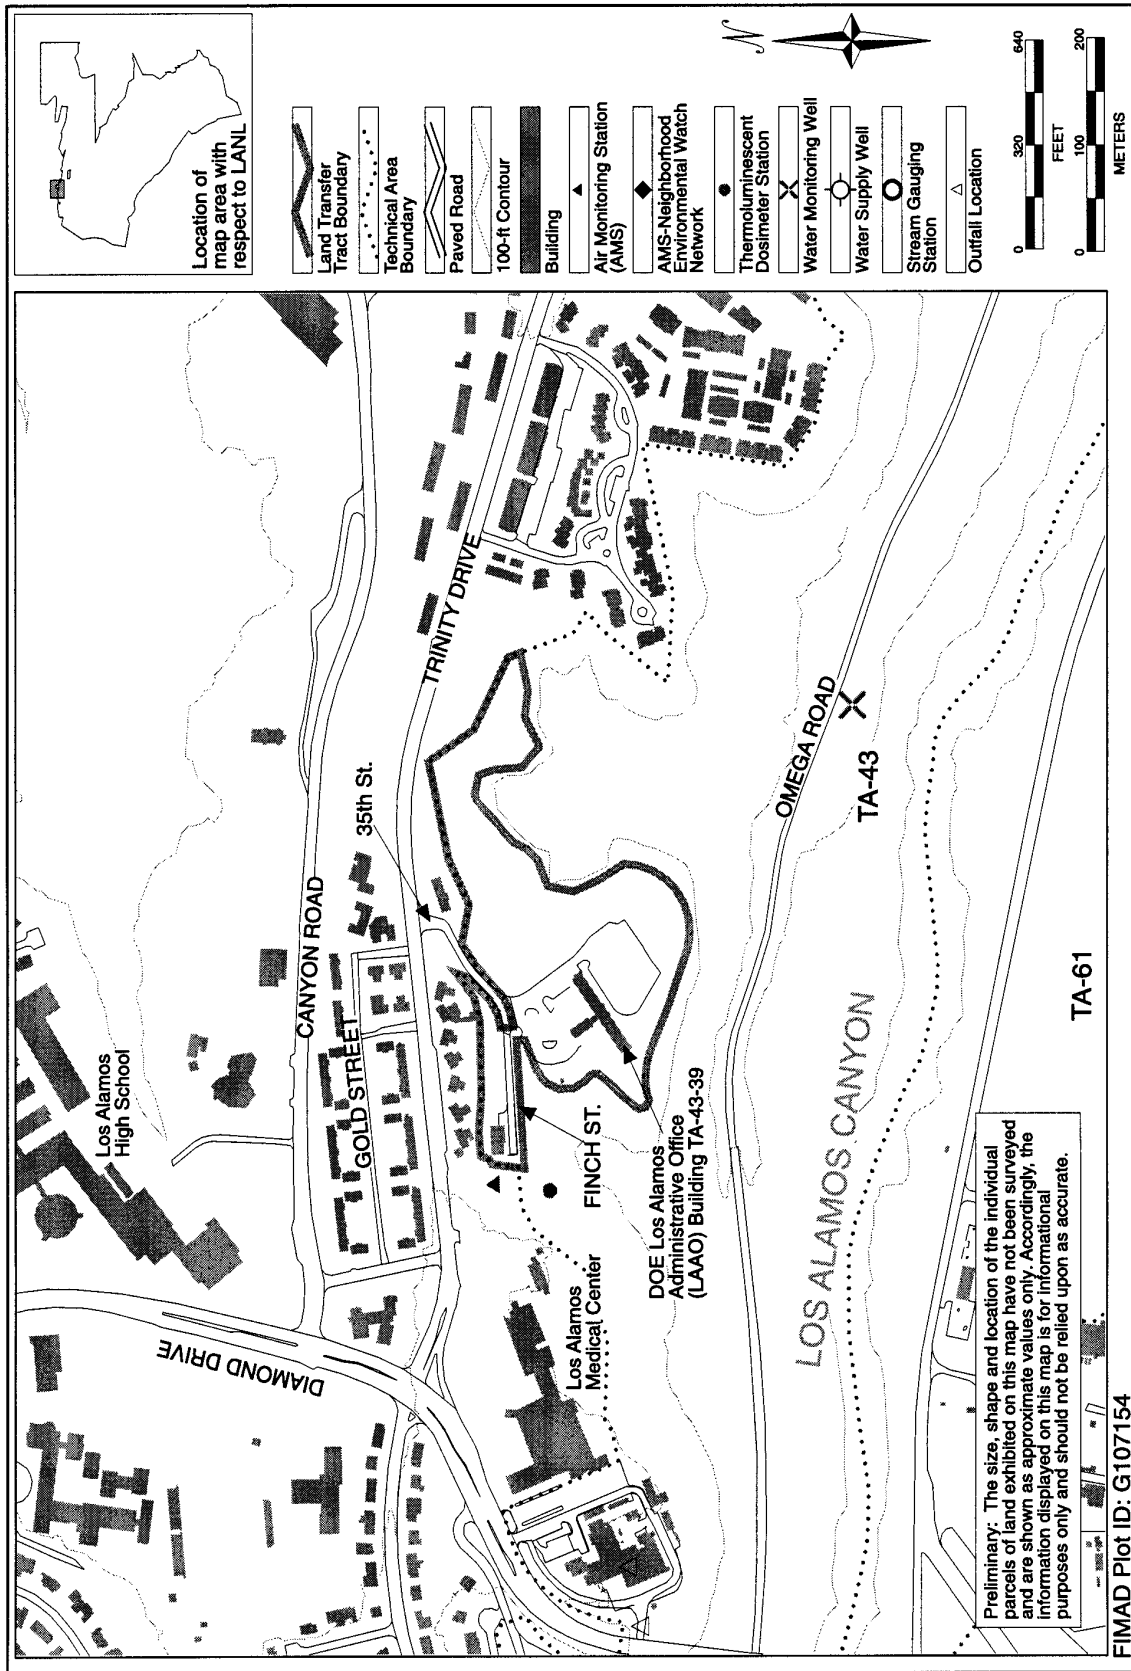 Location of
map area with
respect to LANL
Land Transfer
Tract Boundary
Technical Area
Boundary
Paved Road
100-ft Contour
Building
Air Monitoring Station
(AMS)
AMS-Neighborhood
Environmental Watch
Network
Thermoluminescent
Dosimeter Station
Water Monitoring Well
Water Supply Well
Stream Gauging
Station
Outfall Location
N
0 320 640
FEET
0 100 200
METERS
Los Alamos
High School
CANYON ROAD
GOLD STREET
35th St.
TRINITY DRIVE
DIAMOND DRIVE
FINCH ST.
Los Alamos
Medical Center
DOE Los Alamos
Administrative Office
(LAAO) Building TA-43-39
OMEGA ROAD
TA-43
LOS ALAMOS CANYON
TA-61
Preliminary: The size, shape and location of the individual
parcels of land exhibited on this map have not been surveyed
and are shown as approximate values only. Accordingly, the
information displayed on this map is for informational
purposes only and should not be relied upon as accurate.
FIMAD Plot ID: G107154